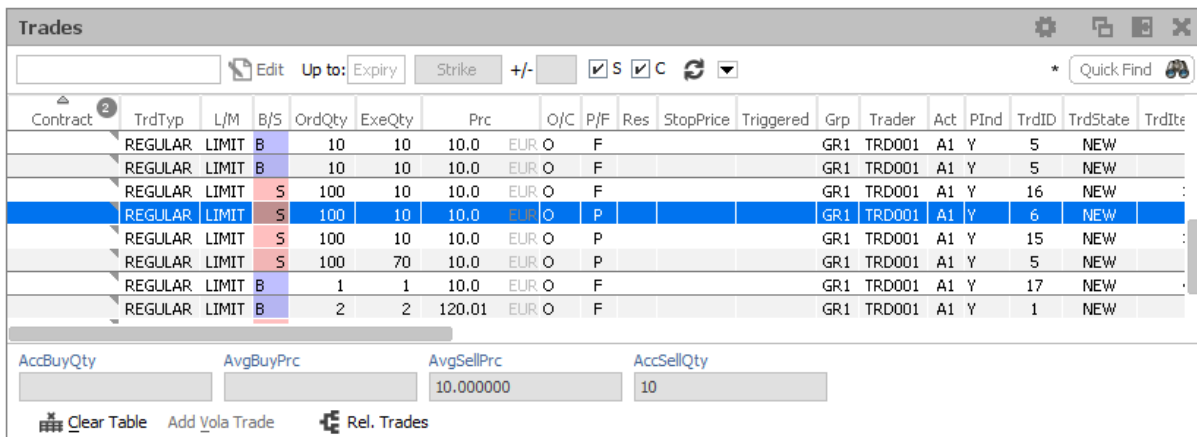 Trades
Edit Up to: Expiry Strike +/- S C * Quick Find
Contract 2 TrdTyp L/M B/S OrdQty ExeQty Prc O/C P/F Res StopPrice Triggered Grp Trader Act PInd TrdID TrdState TrdIte
REGULAR LIMIT B 10 10 10.0 EUR O F GR1 TRD001 A1 Y 5 NEW
REGULAR LIMIT B 10 10 10.0 EUR O F GR1 TRD001 A1 Y 5 NEW
REGULAR LIMIT S 100 10 10.0 EUR O F GR1 TRD001 A1 Y 16 NEW
REGULAR LIMIT S 100 10 10.0 EUR O P GR1 TRD001 A1 Y 6 NEW
REGULAR LIMIT S 100 10 10.0 EUR O P GR1 TRD001 A1 Y 15 NEW
REGULAR LIMIT S 100 70 10.0 EUR O P GR1 TRD001 A1 Y 5 NEW
REGULAR LIMIT B 1 1 10.0 EUR O F GR1 TRD001 A1 Y 17 NEW
REGULAR LIMIT B 2 2 120.01 EUR O F GR1 TRD001 A1 Y 1 NEW
AccBuyQty AvgBuyPrc AvgSellPrc AccSellQty
10.000000 10
Clear Table Add Vola Trade Rel. Trades